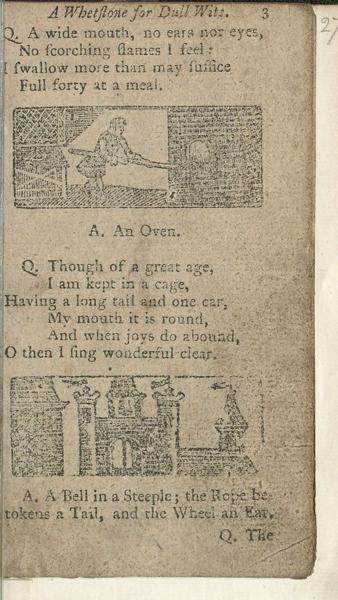 A Whetſtone for Dull Wits. 3
27
Q. A wide mouth, no ears nor eyes,
No ſcorching flames I feel:
I ſwallow more than may ſuffice
Full forty at a meal.
A. An Oven.
Q. Though of a great age,
I am kept in a cage,
Having a long tail and one ear,
My mouth it is round,
And when joys do abound,
O then I ſing wonderful clear.
A. A Bell in a Steeple; the Rope be-
tokens a Tail, and the Wheel an Ear.
Q. The